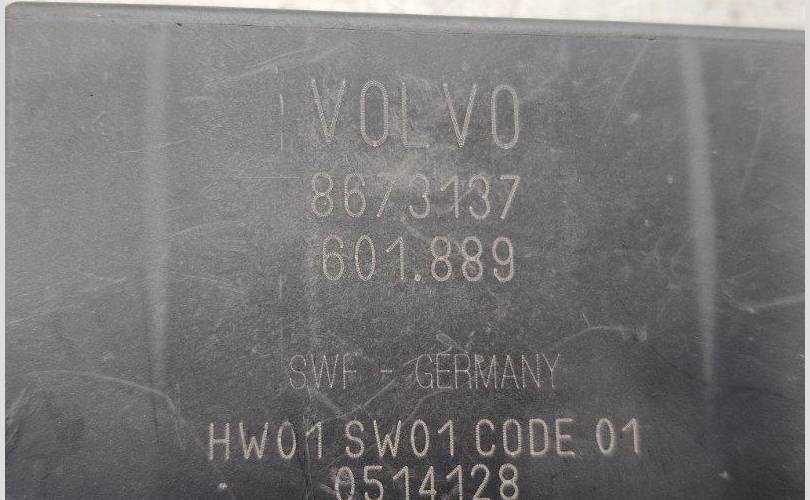 VOLVO
8673137
601.889
SWF - GERMANY
HW01 SW01 CODE 01
0514128